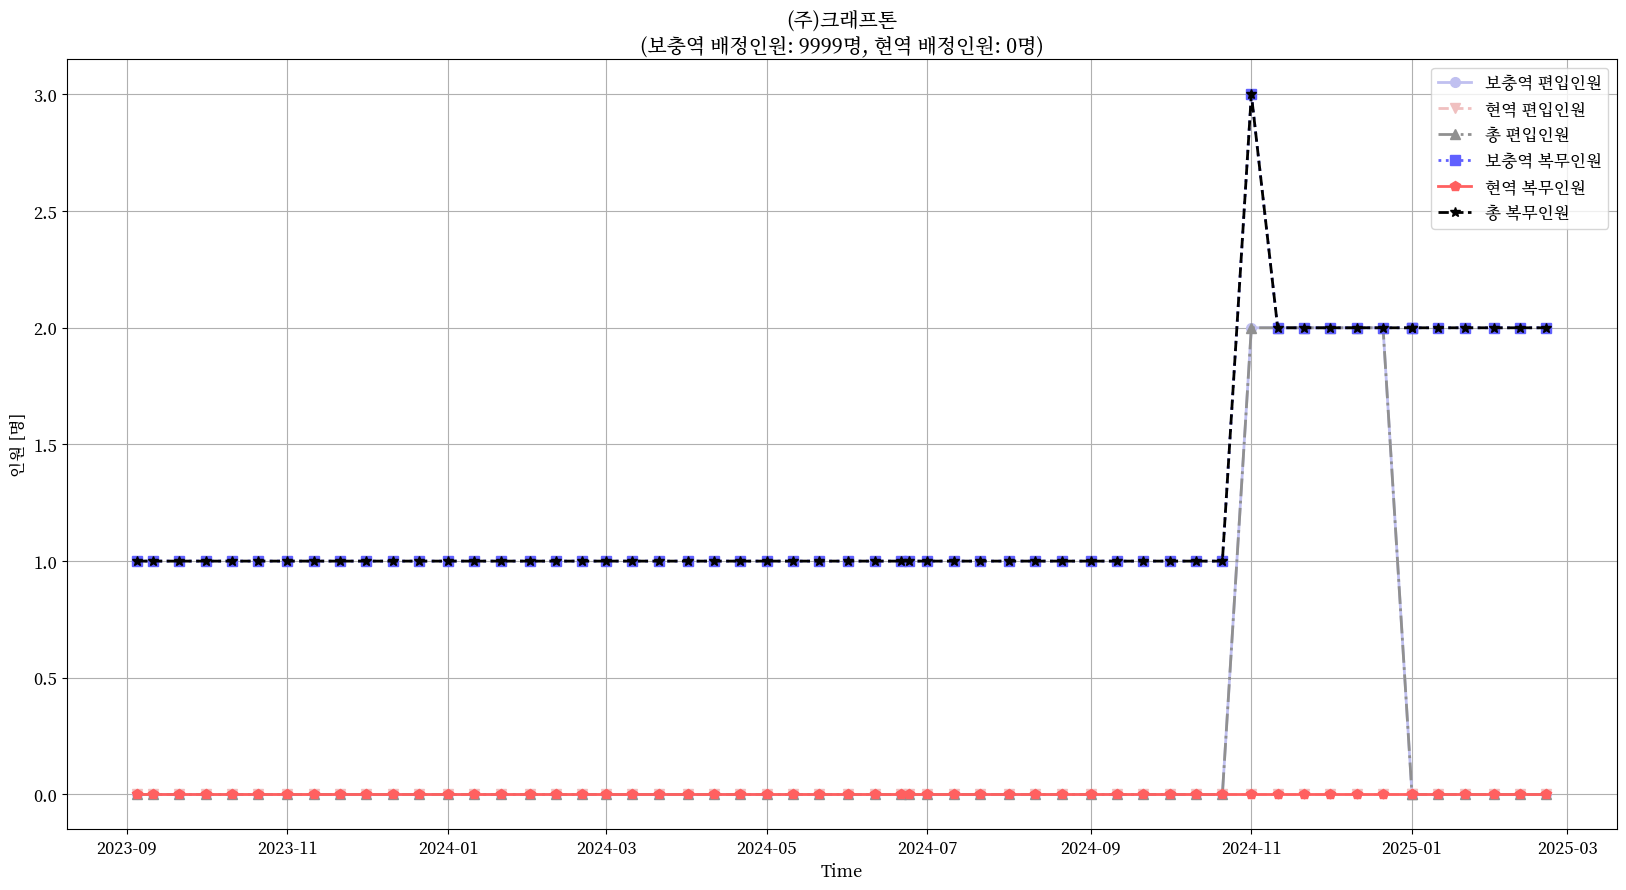 (주)크래프톤
(보충역 배정인원: 9999명, 현역 배정인원: 0명)
3.0
2.5
2.0
1.5
1.0
0.5
0.0
인원 [명]
보충역 편입인원
현역 편입인원
총 편입인원
보충역 복무인원
현역 복무인원
총 복무인원
2023-09
2023-11
2024-01
2024-03
2024-05
2024-07
2024-09
2024-11
2025-01
2025-03
Time